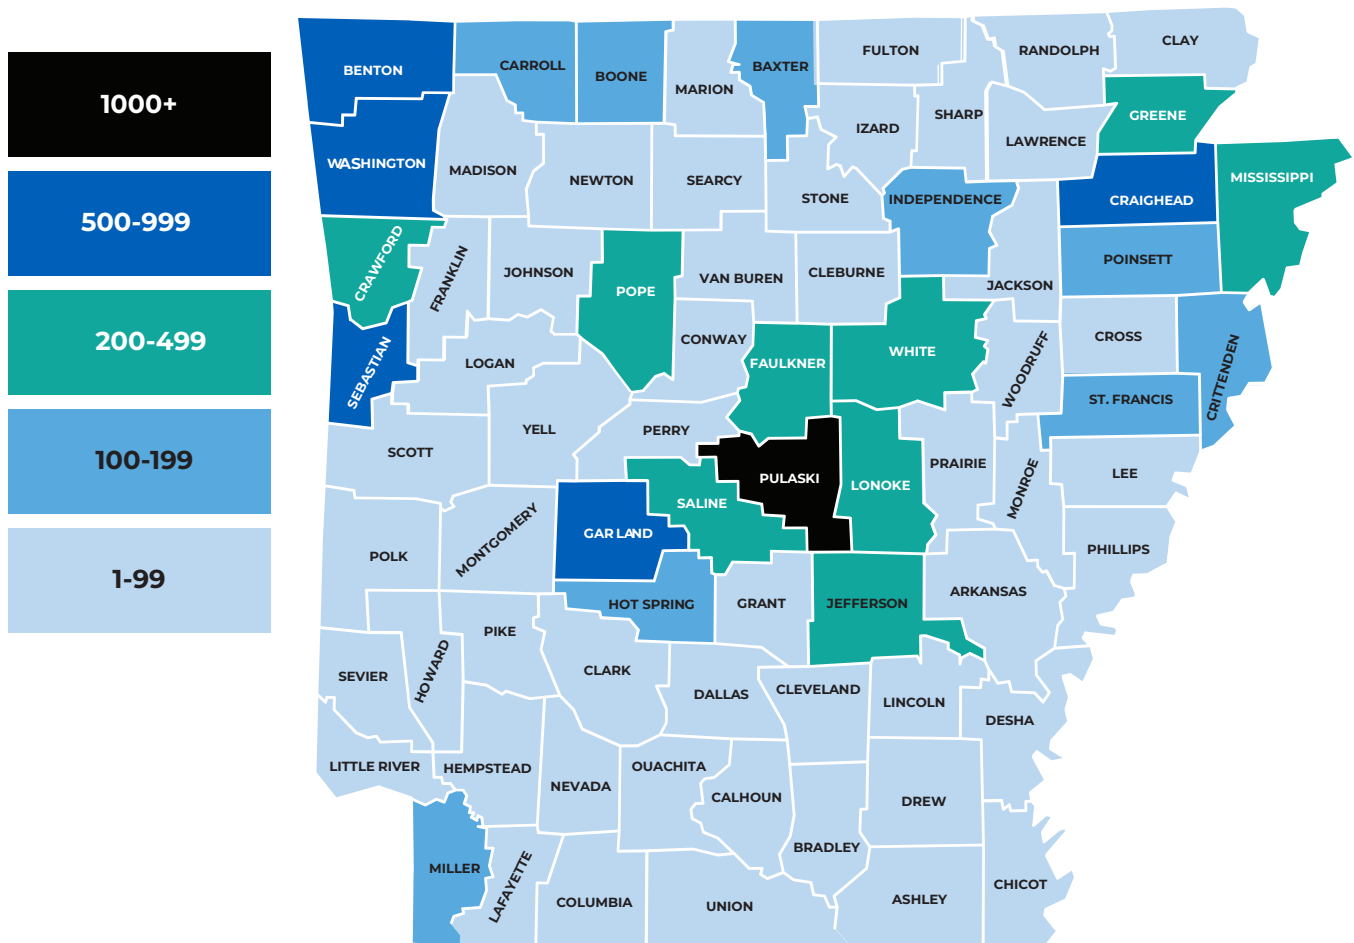 1000+
500-999
200-499
100-199
1-99
BENTON
CARROLL
BOONE
MARION
BAXTER
FULTON
RANDOLPH
CLAY
SHARP
IZARD
GREENE
LAWRENCE
WASHINGTON
MADISON
NEWTON
SEARCY
STONE
INDEPENDENCE
CRAIGHEAD
MISSISSIPPI
CRAWFORD
FRANKLIN
JOHNSON
POPE
VAN BUREN
CLEBURNE
JACKSON
POINSETT
SEBASTIAN
LOGAN
CONWAY
FAULKNER
WHITE
WOODRUFF
CROSS
CRITTENDEN
ST. FRANCIS
SCOTT
YELL
PERRY
PULASKI
LONOKE
PRAIRIE
MONROE
LEE
POLK
MONTGOMERY
GARLAND
SALINE
PHILLIPS
HOT SPRING
GRANT
JEFFERSON
ARKANSAS
SEVIER
HOWARD
PIKE
CLARK
DALLAS
CLEVELAND
LINCOLN
DESHA
LITTLE RIVER
HEMPSTEAD
NEVADA
OUACHITA
CALHOUN
DREW
BRADLEY
MILLER
LAFAYETTE
COLUMBIA
UNION
ASHLEY
CHICOT